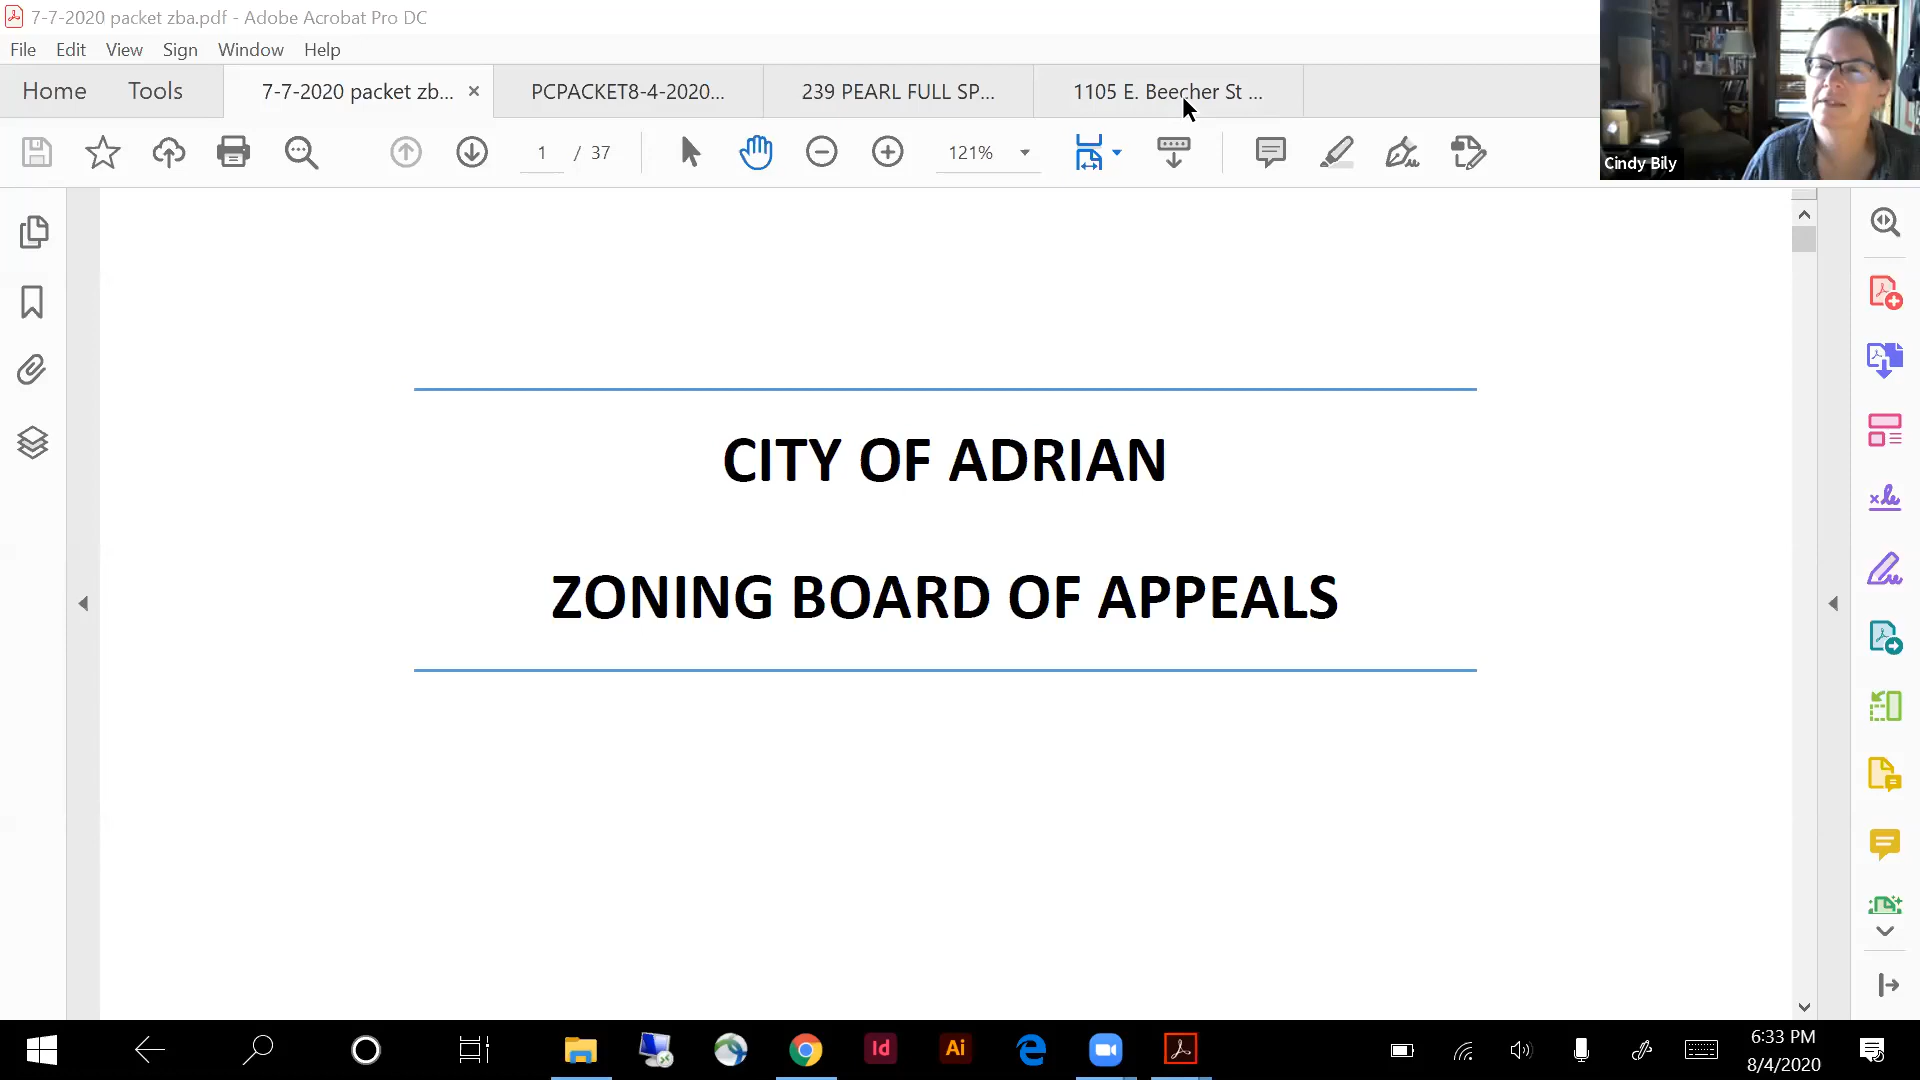 7-7-2020 packet zba.pdf - Adobe Acrobat Pro DC
File Edit View Sign Window Help
Home Tools 7-7-2020 packet zb... × PCPACKET8-4-2020... 239 PEARL FULL SP... 1105 E. Beecher St ...
1 / 37 121%
Cindy Bily
CITY OF ADRIAN
ZONING BOARD OF APPEALS
Id Ai
6:33 PM
8/4/2020